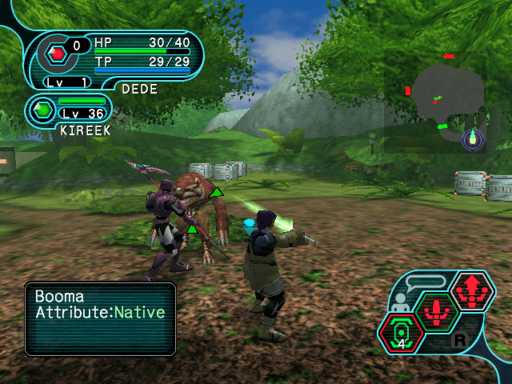 0
HP 30/40
TP 29/29
Lv 1
DEDE
Lv 36
KIREEK
Booma
Attribute:Native
4
R